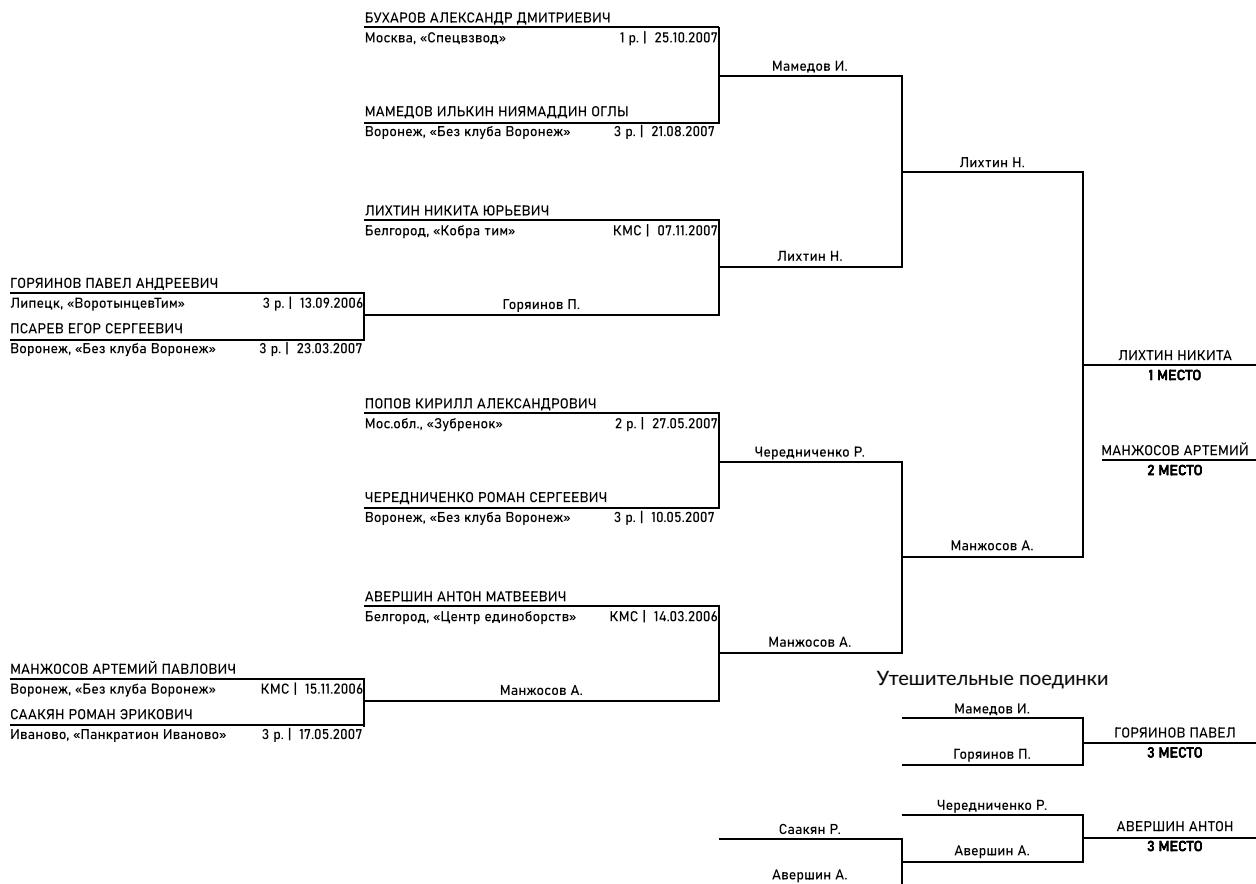 БУХАРОВ АЛЕКСАНДР ДМИТРИЕВИЧ
Москва, «Спецвзвод» 1 р. | 25.10.2007
Мамедов И.
МАМЕДОВ ИЛЬКИН НИЯМАДДИН ОГЛЫ
Воронеж, «Без клуба Воронеж» 3 р. | 21.08.2007
Лихтин Н.
ЛИХТИН НИКИТА ЮРЬЕВИЧ
Белгород, «Кобра тим» КМС | 07.11.2007
Лихтин Н.
ГОРЯИНОВ ПАВЕЛ АНДРЕЕВИЧ
Липецк, «ВоротынцевТим» 3 р. | 13.09.2006
Горяинов П.
ПСАРЕВ ЕГОР СЕРГЕЕВИЧ
Воронеж, «Без клуба Воронеж» 3 р. | 23.03.2007
ЛИХТИН НИКИТА
1 МЕСТО
ПОПОВ КИРИЛЛ АЛЕКСАНДРОВИЧ
Мос.обл., «Зубренок» 2 р. | 27.05.2007
Чередниченко Р.
МАНЖОСОВ АРТЕМИЙ
2 МЕСТО
ЧЕРЕДНИЧЕНКО РОМАН СЕРГЕЕВИЧ
Воронеж, «Без клуба Воронеж» 3 р. | 10.05.2007
Манжосов А.
АВЕРШИН АНТОН МАТВЕЕВИЧ
Белгород, «Центр единоборств» КМС | 14.03.2006
Манжосов А.
МАНЖОСОВ АРТЕМИЙ ПАВЛОВИЧ
Воронеж, «Без клуба Воронеж» КМС | 15.11.2006
Манжосов А.
СААКЯН РОМАН ЭРИКОВИЧ
Иваново, «Панкратион Иваново» 3 р. | 17.05.2007
Утешительные поединки
Мамедов И.
ГОРЯИНОВ ПАВЕЛ
3 МЕСТО
Горяинов П.
Чередниченко Р.
АВЕРШИН АНТОН
3 МЕСТО
Саакян Р.
Авершин А.
Авершин А.